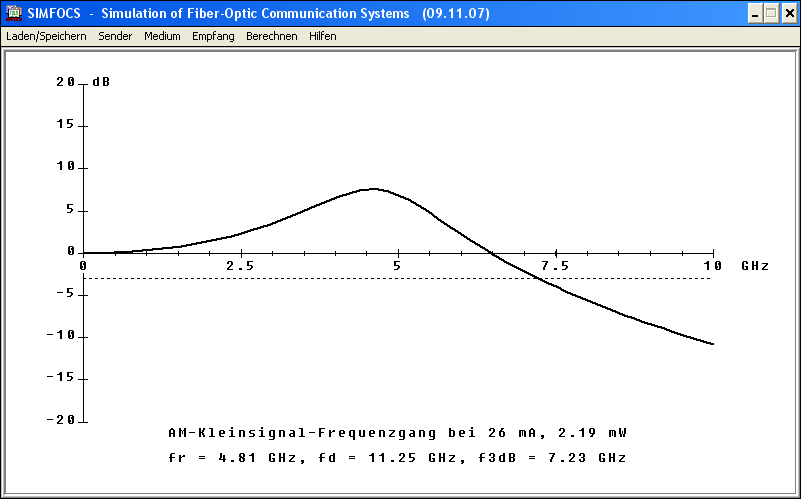 SIMFOCS - Simulation of Fiber-Optic Communication Systems (09.11.07)
Laden/Speichern Sender Medium Empfang Berechnen Hilfen
20 dB
15
10
5
0
0 2.5 5 7.5 10 GHz
-5
-10
-15
-20
AM-Kleinsignal-Frequenzgang bei 26 mA, 2.19 mW
fr = 4.81 GHz, fd = 11.25 GHz, f3dB = 7.23 GHz